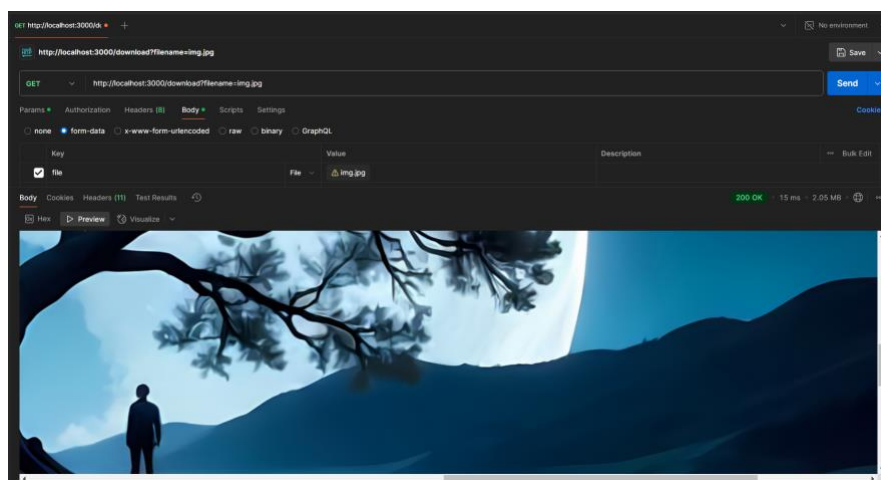 GET http://localhost:3000/dc
No environment
HTTP http://localhost:3000/download?filename=img.jpg
Save
GET http://localhost:3000/download?filename=img.jpg
Send
Params Authorization Headers (8) Body Scripts Settings
Cookie
none form-data x-www-form-urlencoded raw binary GraphQL
Key Value Description Bulk Edit
file File img.jpg
Body Cookies Headers (11) Test Results
200 OK 15 ms 2.05 MB
Hex Preview Visualize